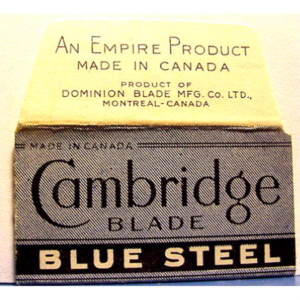 AN EMPIRE PRODUCT
MADE IN CANADA
PRODUCT OF
DOMINION BLADE MFG. CO. LTD.,
MONTREAL-CANADA
MADE IN CANADA
Cambridge
BLADE
BLUE STEEL